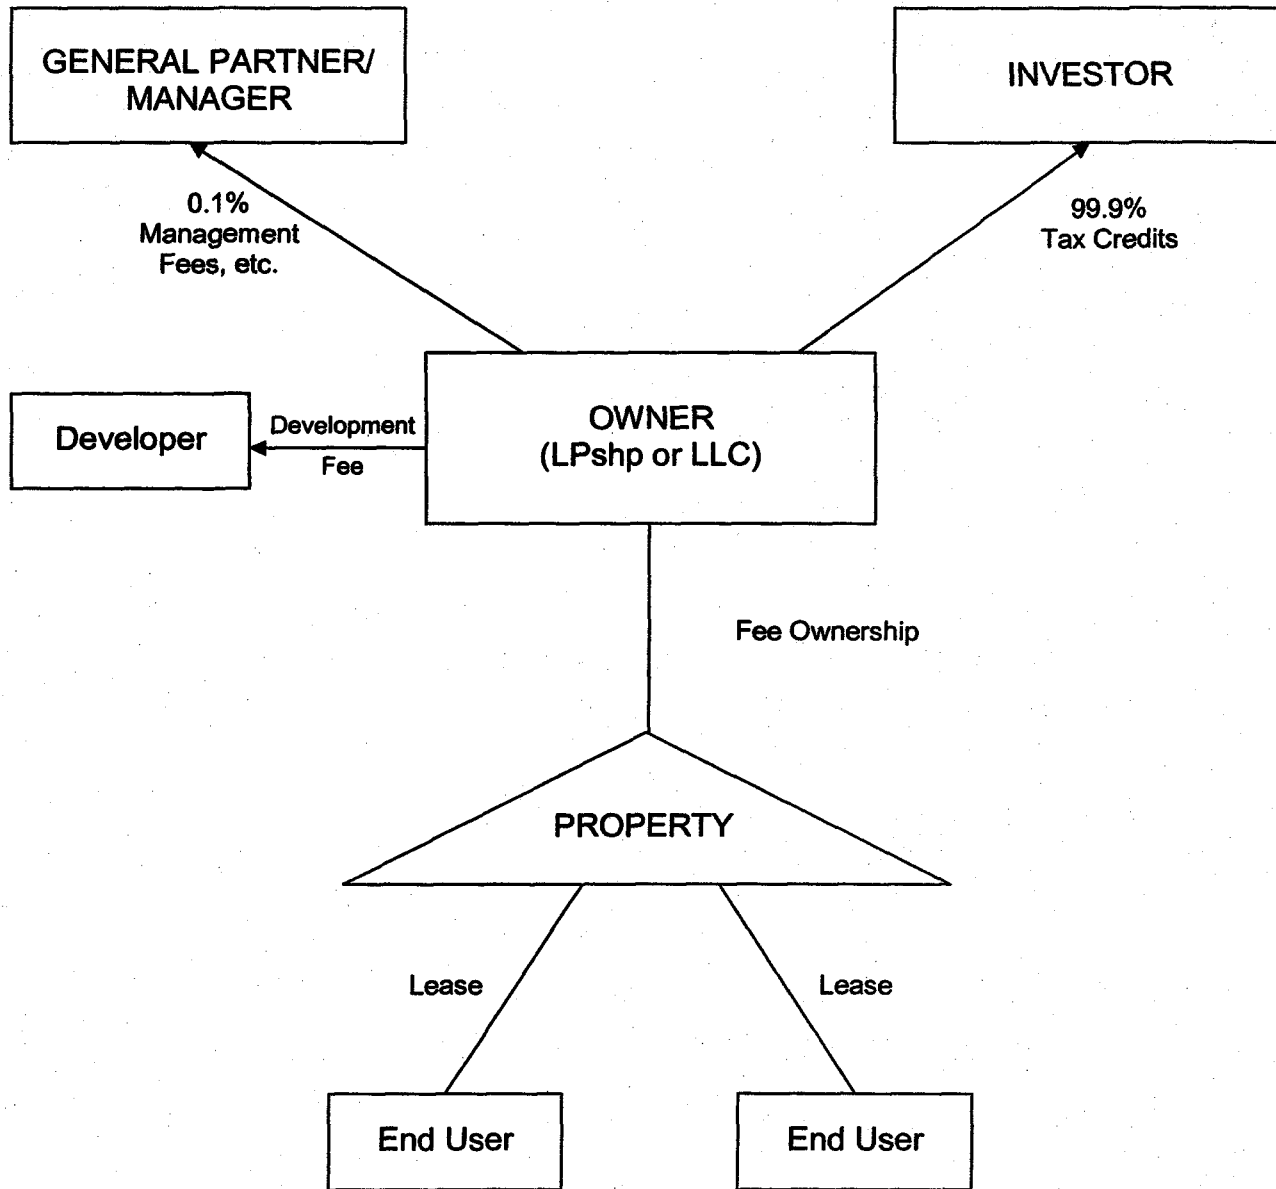 GENERAL PARTNER/
MANAGER
INVESTOR
0.1%
Management
Fees, etc.
99.9%
Tax Credits
Developer
Development
Fee
OWNER
(LPshp or LLC)
Fee Ownership
PROPERTY
Lease
Lease
End User
End User